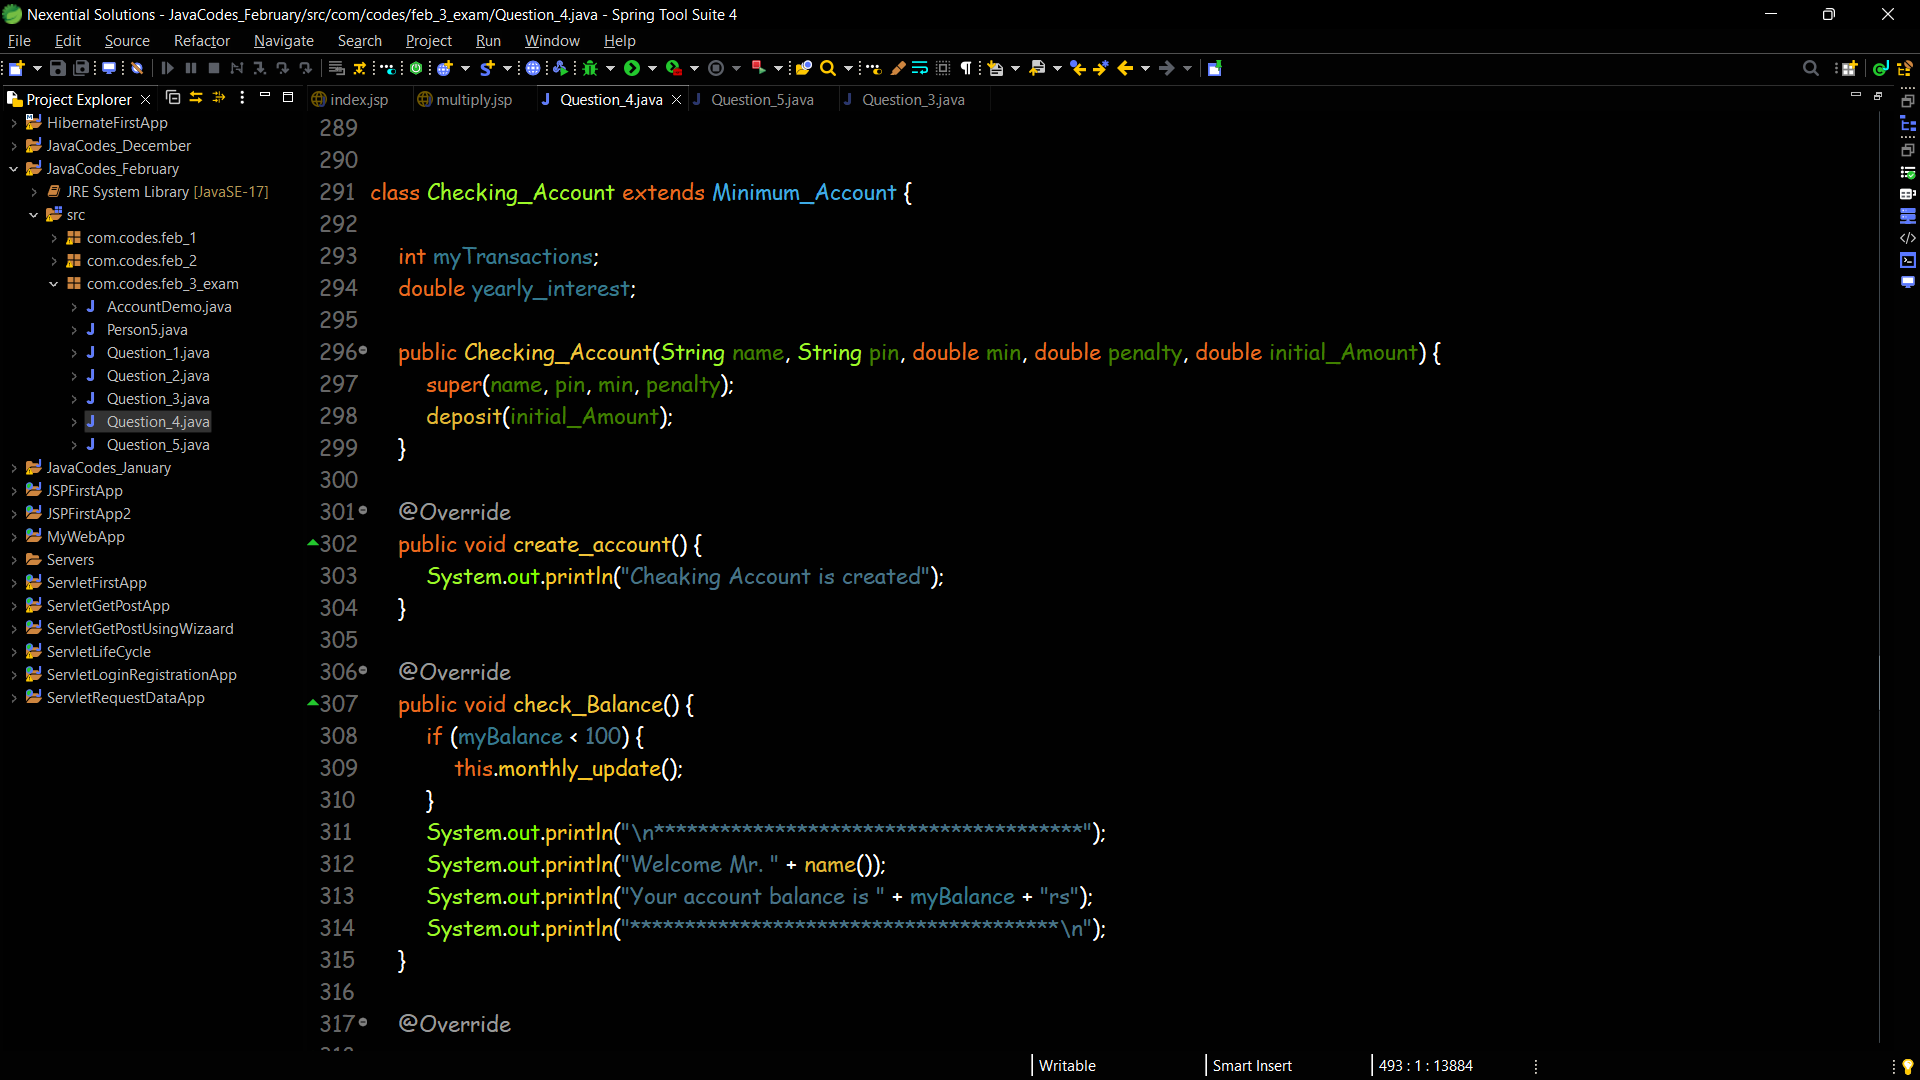 Nexential Solutions - JavaCodes_February/src/com/codes/feb_3_exam/Question_4.java - Spring Tool Suite 4
File Edit Source Refactor Navigate Search Project Run Window Help
Project Explorer
index.jsp multiply.jsp Question_4.java Question_5.java Question_3.java
HibernateFirstApp
JavaCodes_December
JavaCodes_February
JRE System Library [JavaSE-17]
src
com.codes.feb_1
com.codes.feb_2
com.codes.feb_3_exam
AccountDemo.java
Person5.java
Question_1.java
Question_2.java
Question_3.java
Question_4.java
Question_5.java
JavaCodes_January
JSPFirstApp
JSPFirstApp2
MyWebApp
Servers
ServletFirstApp
ServletGetPostApp
ServletGetPostUsingWizaard
ServletLifeCycle
ServletLoginRegistrationApp
ServletRequestDataApp
289
290
291 class Checking_Account extends Minimum_Account {
292
293 int myTransactions;
294 double yearly_interest;
295
296 public Checking_Account(String name, String pin, double min, double penalty, double initial_Amount) {
297 super(name, pin, min, penalty);
298 deposit(initial_Amount);
299 }
300
301 @Override
302 public void create_account() {
303 System.out.println("Cheaking Account is created");
304 }
305
306 @Override
307 public void check_Balance() {
308 if (myBalance < 100) {
309 this.monthly_update();
310 }
311 System.out.println("\n***************************************");
312 System.out.println("Welcome Mr. " + name());
313 System.out.println("Your account balance is " + myBalance + "rs");
314 System.out.println("***************************************\n");
315 }
316
317 @Override
Writable Smart Insert 493 : 1 : 13884